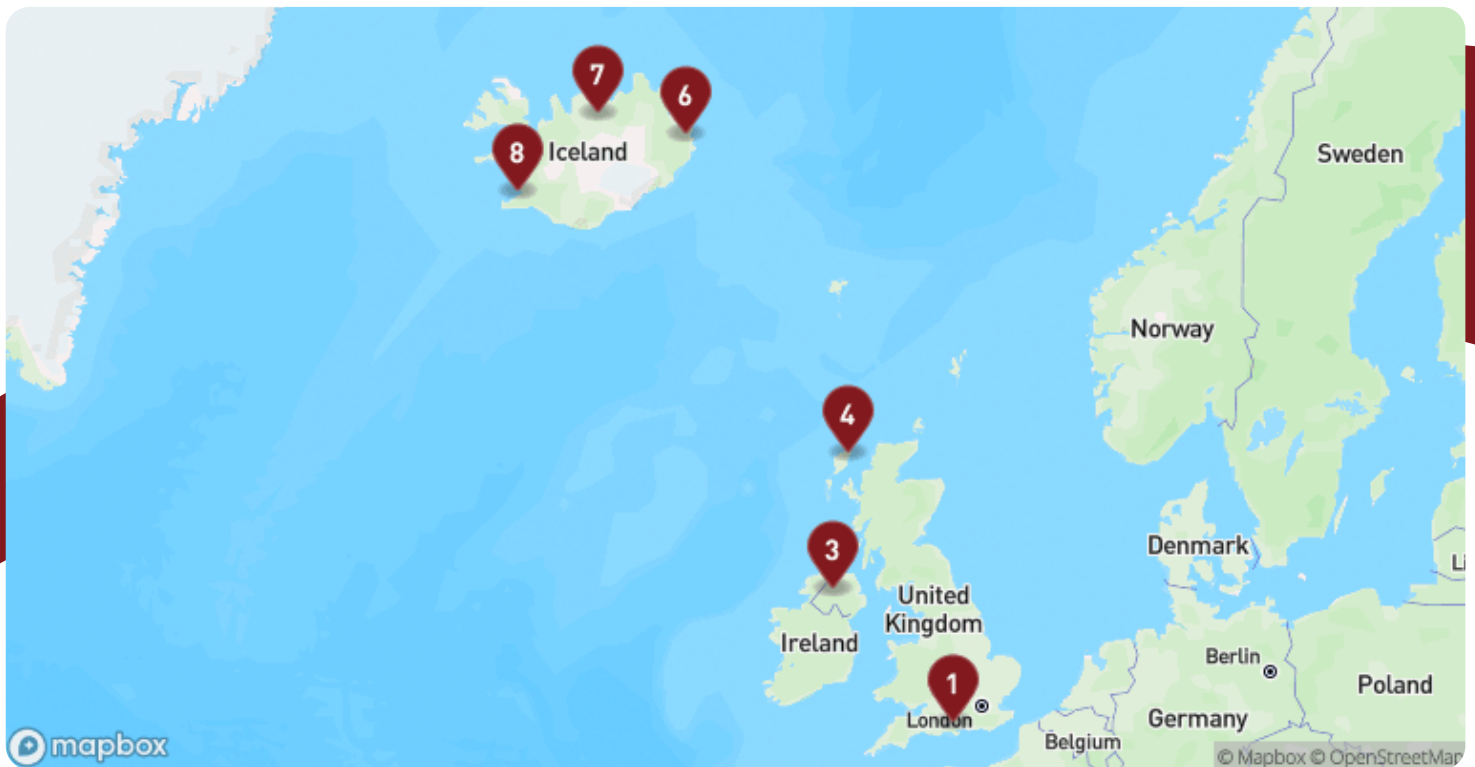 7
6
8
Iceland
Sweden
Norway
4
3
Denmark
Li
United
Kingdom
Ireland
1
London
Berlin
Poland
Germany
Belgium
mapbox
© Mapbox © OpenStreetMap